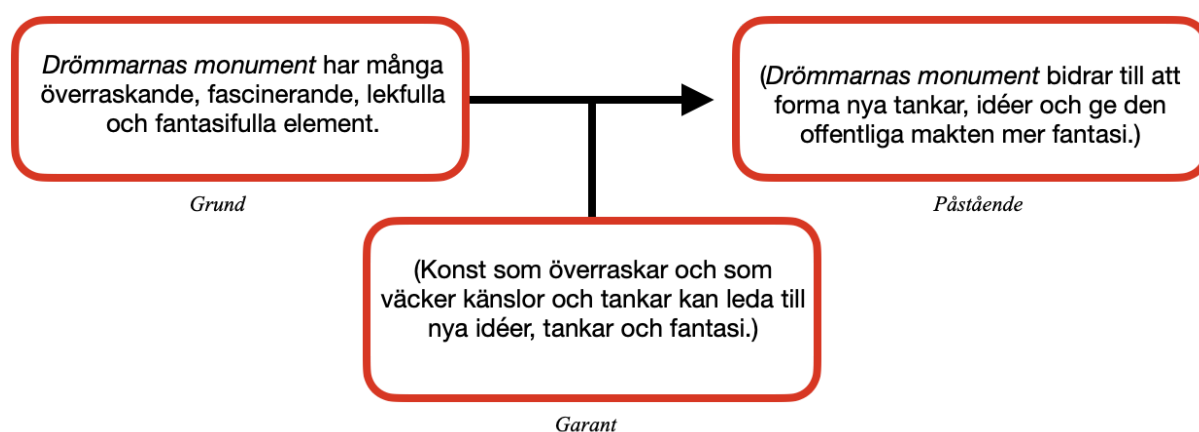 Drömmarnas monument har många
överraskande, fascinerande, lekfulla
och fantasifulla element.
Grund
(Drömmarnas monument bidrar till att
forma nya tankar, idéer och ge den
offentliga makten mer fantasi.)
Påstående
(Konst som överraskar och som
väcker känslor och tankar kan leda till
nya idéer, tankar och fantasi.)
Garant